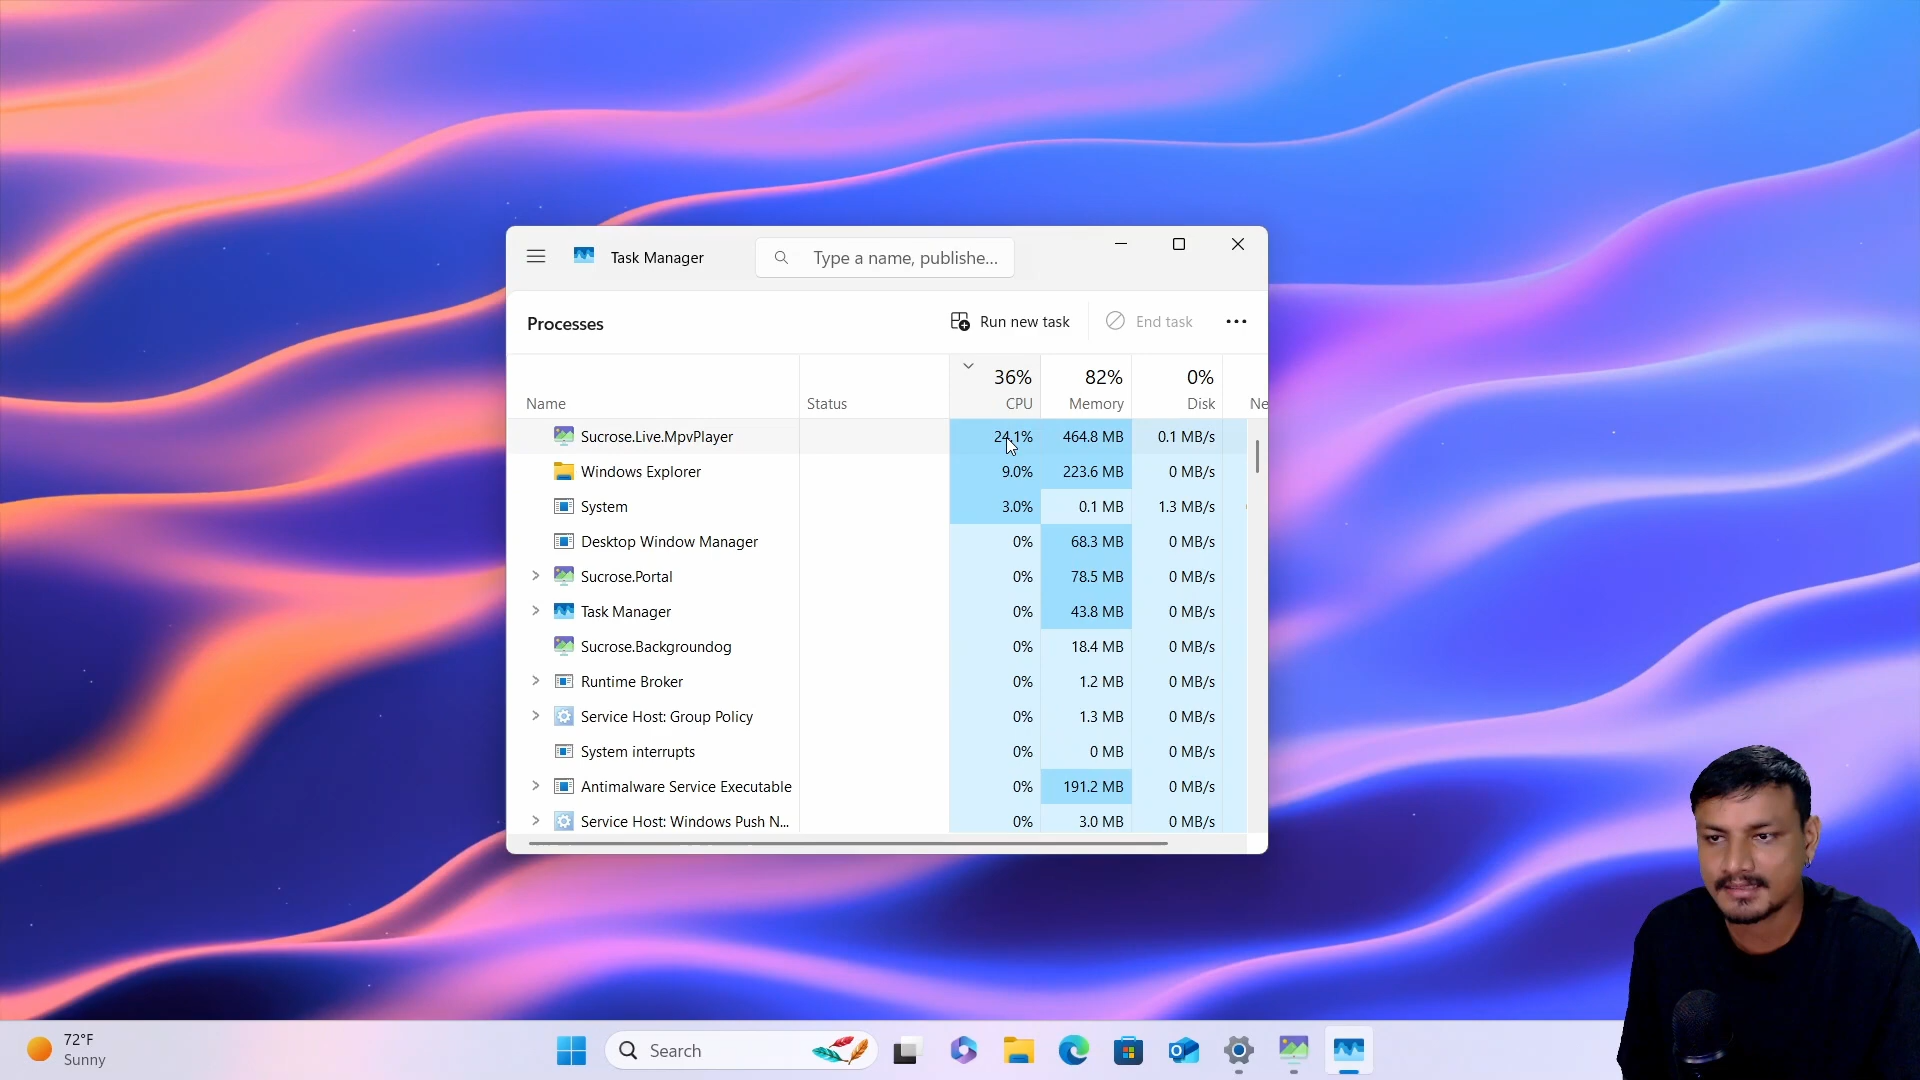 Task Manager
Type a name, publishe...
Processes
Run new task
End task
36% 82% 0%
Name Status CPU Memory Disk Ne
Sucrose.Live.MpvPlayer 24.1% 464.8 MB 0.1 MB/s
Windows Explorer 9.0% 223.6 MB 0 MB/s
System 3.0% 0.1 MB 1.3 MB/s
Desktop Window Manager 0% 68.3 MB 0 MB/s
Sucrose.Portal 0% 78.5 MB 0 MB/s
Task Manager 0% 43.8 MB 0 MB/s
Sucrose.Backgroundog 0% 18.4 MB 0 MB/s
Runtime Broker 0% 1.2 MB 0 MB/s
Service Host: Group Policy 0% 1.3 MB 0 MB/s
System interrupts 0% 0 MB 0 MB/s
Antimalware Service Executable 0% 191.2 MB 0 MB/s
Service Host: Windows Push N... 0% 3.0 MB 0 MB/s
72°F
Sunny
Search